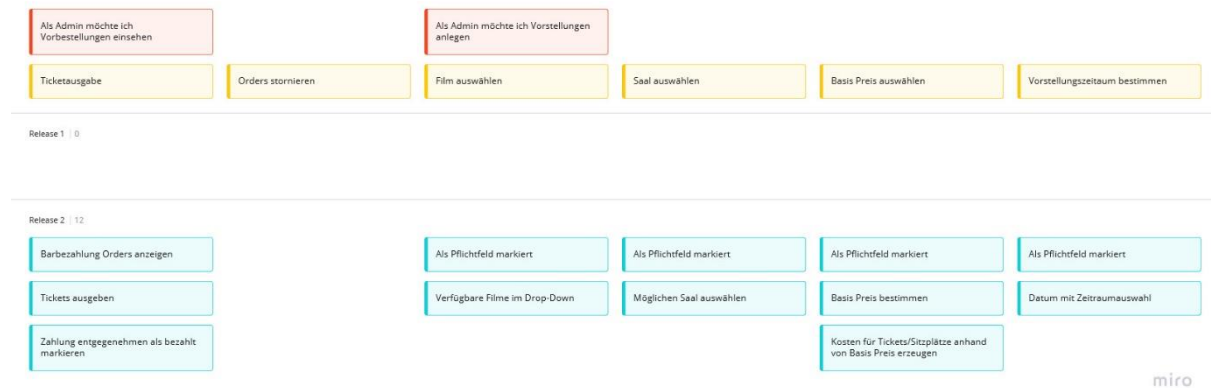 Als Admin möchte ich
Vorbestellungen einsehen
Als Admin möchte ich Vorstellungen
anlegen
Ticketausgabe
Orders stornieren
Film auswählen
Saal auswählen
Basis Preis auswählen
Vorstellungszeitaum bestimmen
Release 1 | 0
Release 2 | 12
Barbezahlung Orders anzeigen
Als Pflichtfeld markiert
Als Pflichtfeld markiert
Als Pflichtfeld markiert
Als Pflichtfeld markiert
Tickets ausgeben
Verfügbare Filme im Drop-Down
Möglichen Saal auswählen
Basis Preis bestimmen
Datum mit Zeitraumauswahl
Zahlung entgegenehmen als bezahlt
markieren
Kosten für Tickets/Sitzplätze anhand
von Basis Preis erzeugen
miro